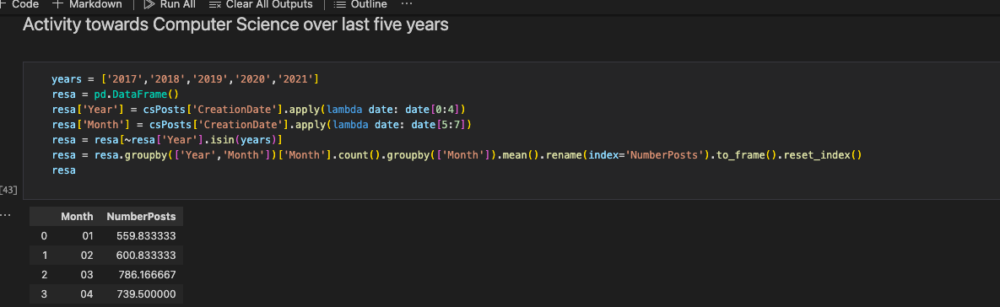 Code + Markdown | Run All Clear All Outputs | Outline ...
Activity towards Computer Science over last five years
years = ['2017','2018','2019','2020','2021']
resa = pd.DataFrame()
resa['Year'] = csPosts['CreationDate'].apply(lambda date: date[0:4])
resa['Month'] = csPosts['CreationDate'].apply(lambda date: date[5:7])
resa = resa[~resa['Year'].isin(years)]
resa = resa.groupby(['Year','Month'])['Month'].count().groupby(['Month']).mean().rename(index='NumberPosts').to_frame().reset_index()
resa
[43]
...
Month NumberPosts
0 01 559.833333
1 02 600.833333
2 03 786.166667
3 04 739.500000